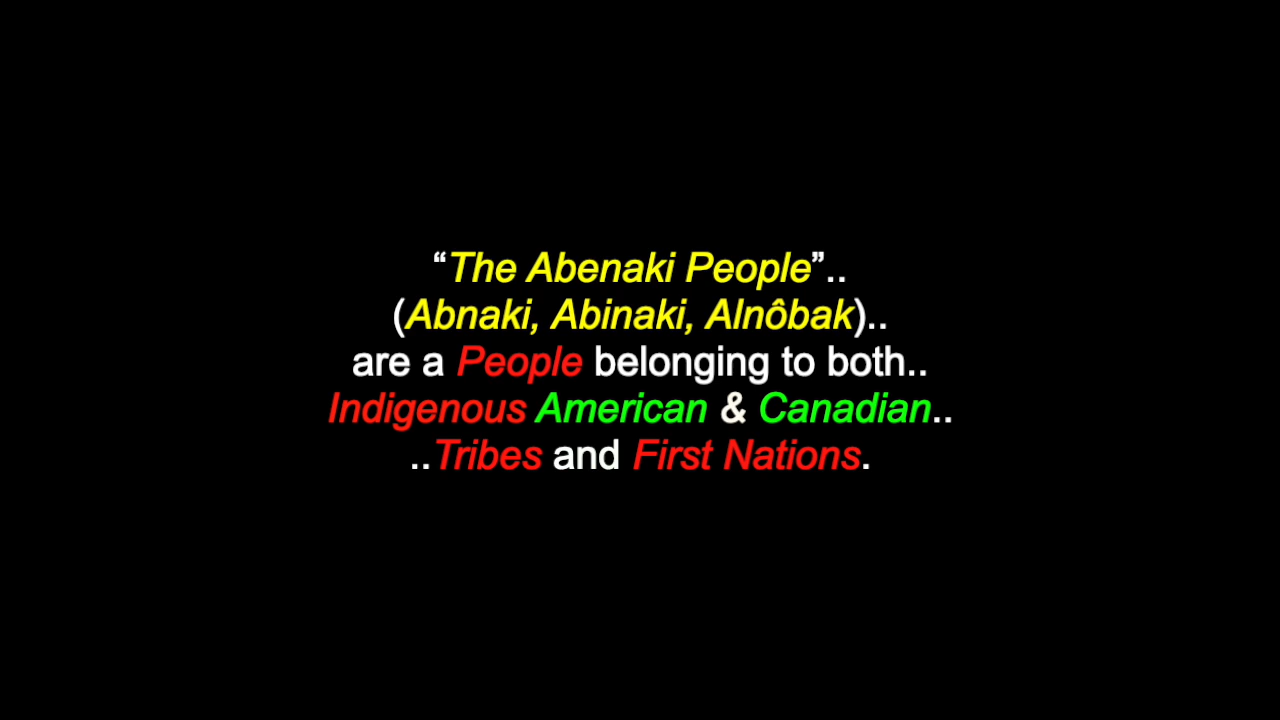 “The Abenaki People”..
(Abnaki, Abinaki, Alnôbak)..
are a People belonging to both..
Indigenous American & Canadian..
..Tribes and First Nations.